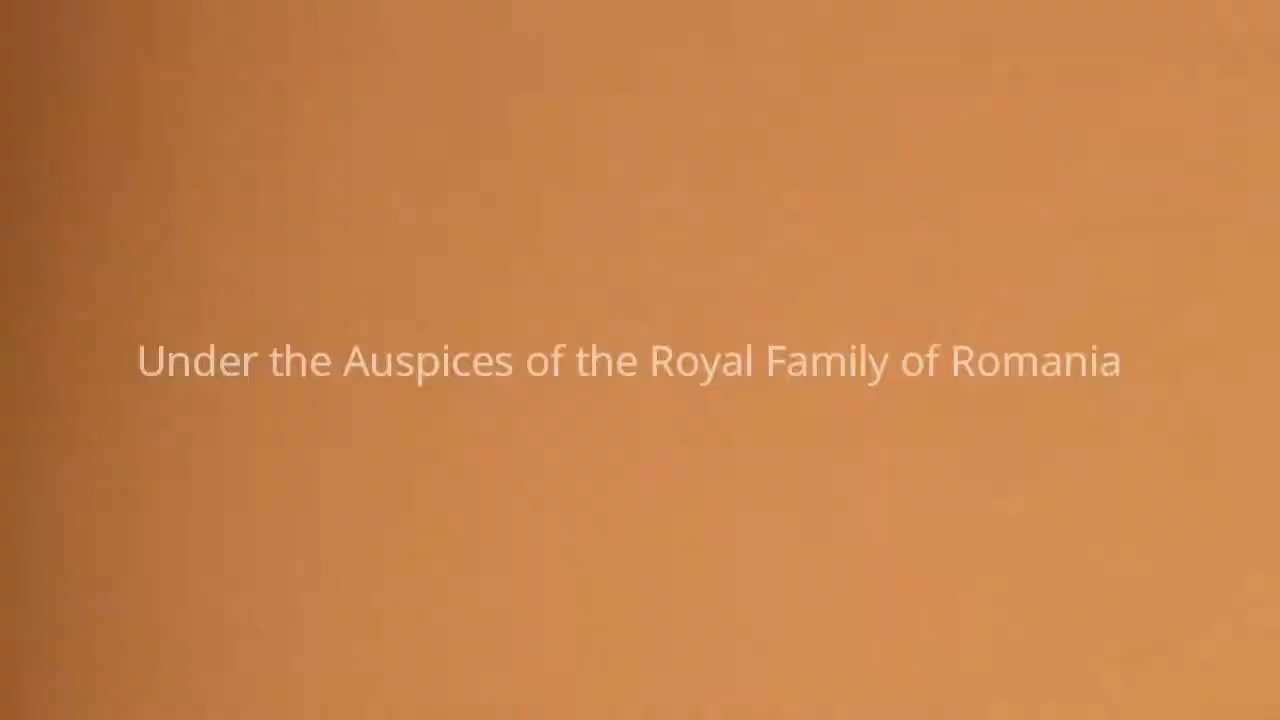 Under the Auspices of the Royal Family of Romania